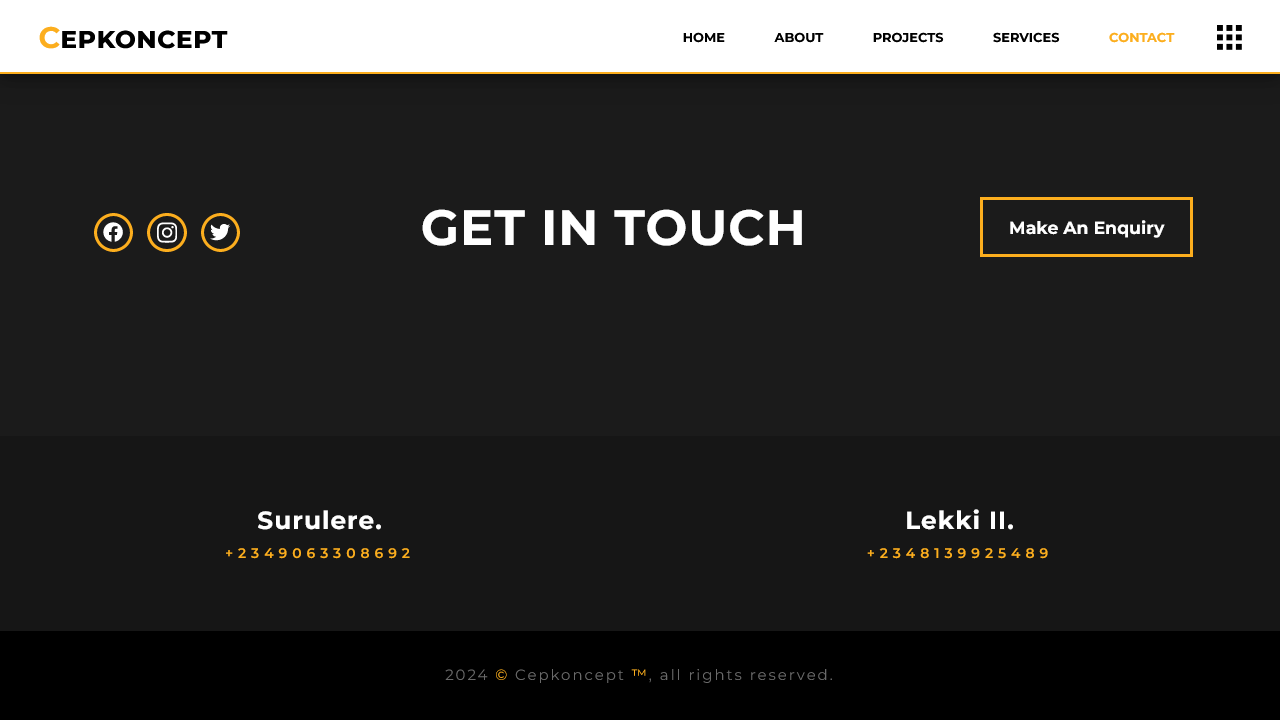 CEPKONCEPT
HOME ABOUT PROJECTS SERVICES CONTACT
GET IN TOUCH
Make An Enquiry
Surulere.
+2349063308692
Lekki II.
+2348139925489
2024 © Cepkoncept ™, all rights reserved.